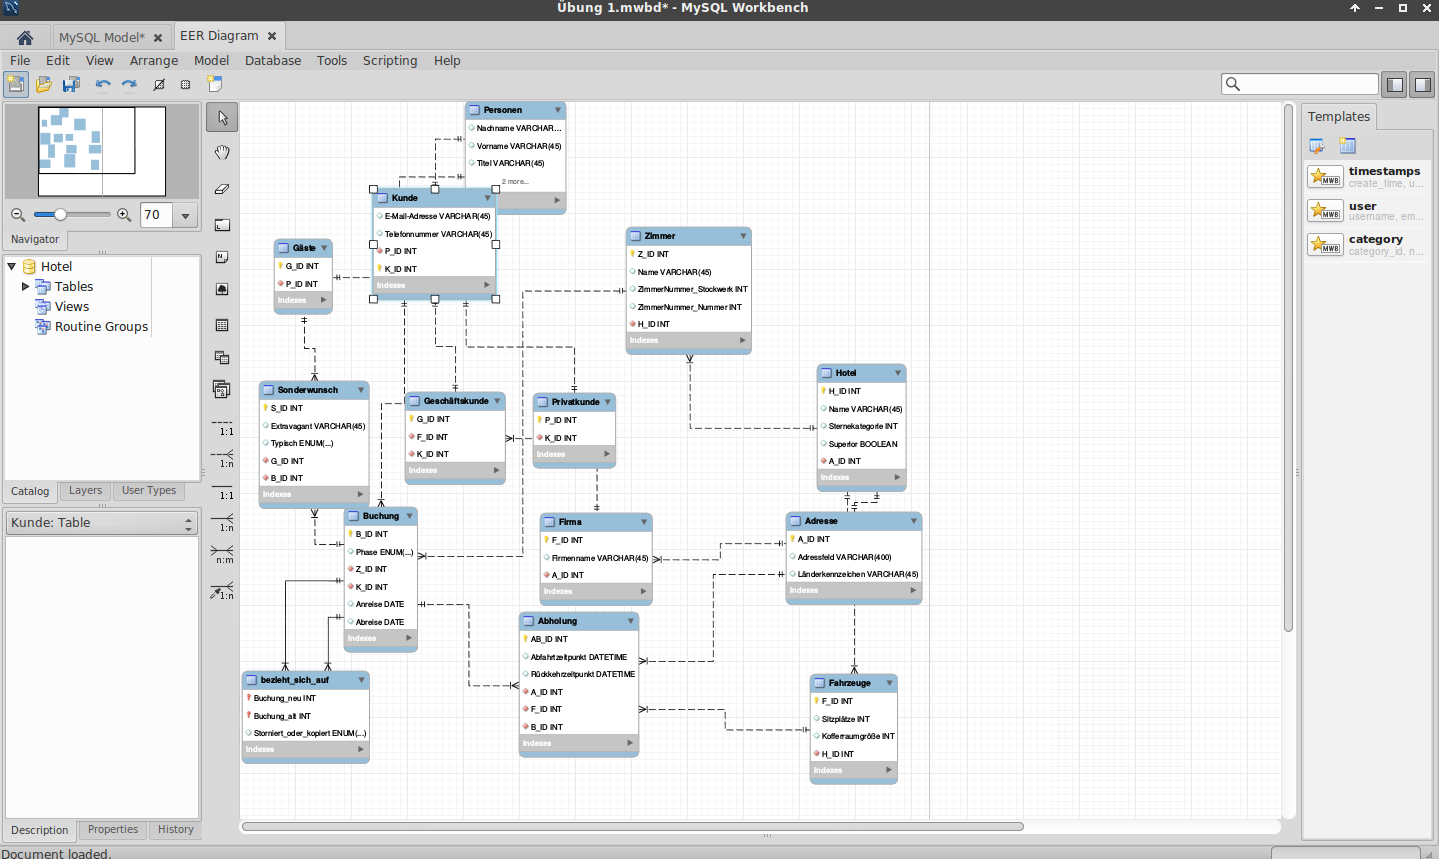 Übung 1.mwbd* - MySQL Workbench
MySQL Model*
EER Diagram
File Edit View Arrange Model Database Tools Scripting Help
70
Navigator
Hotel
Tables
Views
Routine Groups
Catalog Layers User Types
Kunde: Table
Description Properties History
Document loaded.
1:1
1:n
1:1
1:n
n:m
1:n
Personen
Nachname VARCHAR...
Vorname VARCHAR(45)
Titel VARCHAR(45)
2 more...
Kunde
E-Mail-Adresse VARCHAR(45)
Telefonnummer VARCHAR(45)
P_ID INT
K_ID INT
Indexes
Gäste
G_ID INT
P_ID INT
Indexes
Zimmer
Z_ID INT
Name VARCHAR(45)
ZimmerNummer_Stockwerk INT
ZimmerNummer_Nummer INT
H_ID INT
Indexes
Hotel
H_ID INT
Name VARCHAR(45)
Sternekategorie INT
Superior BOOLEAN
A_ID INT
Indexes
Sonderwunsch
S_ID INT
Extravagant VARCHAR(45)
Typisch ENUM(...)
G_ID INT
B_ID INT
Indexes
Geschäftskunde
G_ID INT
F_ID INT
K_ID INT
Indexes
Privatkunde
P_ID INT
K_ID INT
Indexes
Buchung
B_ID INT
Phase ENUM(...)
Z_ID INT
K_ID INT
Anreise DATE
Abreise DATE
Indexes
Firma
F_ID INT
Firmenname VARCHAR(45)
A_ID INT
Indexes
Adresse
A_ID INT
Adressfeld VARCHAR(400)
Länderkennzeichen VARCHAR(45)
Indexes
Abholung
AB_ID INT
Abfahrtzeitpunkt DATETIME
Rückkehrzeitpunkt DATETIME
A_ID INT
F_ID INT
B_ID INT
Indexes
bezieht_sich_auf
Buchung_neu INT
Buchung_alt INT
Storniert_oder_kopiert ENUM(...)
Indexes
Fahrzeuge
F_ID INT
Sitzplätze INT
Kofferraumgröße INT
H_ID INT
Indexes
Templates
MWB
timestamps
create_time, u...
MWB
user
username, em...
MWB
category
category_id, n...